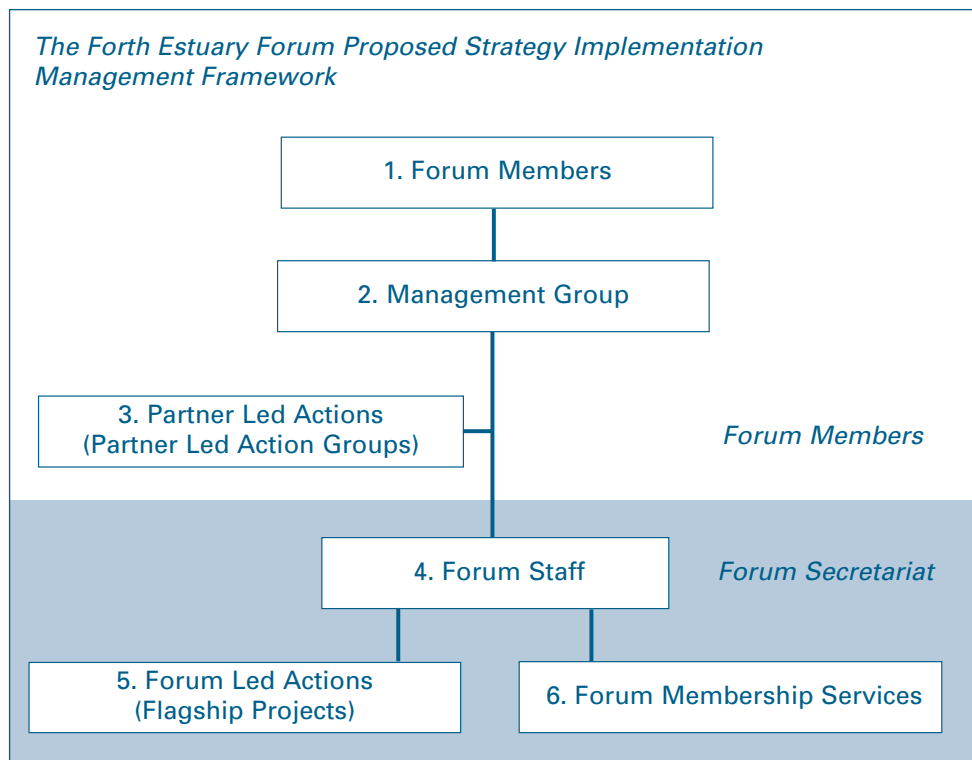 The Forth Estuary Forum Proposed Strategy Implementation
Management Framework
1. Forum Members
2. Management Group
3. Partner Led Actions
(Partner Led Action Groups)
Forum Members
4. Forum Staff
Forum Secretariat
5. Forum Led Actions
(Flagship Projects)
6. Forum Membership Services